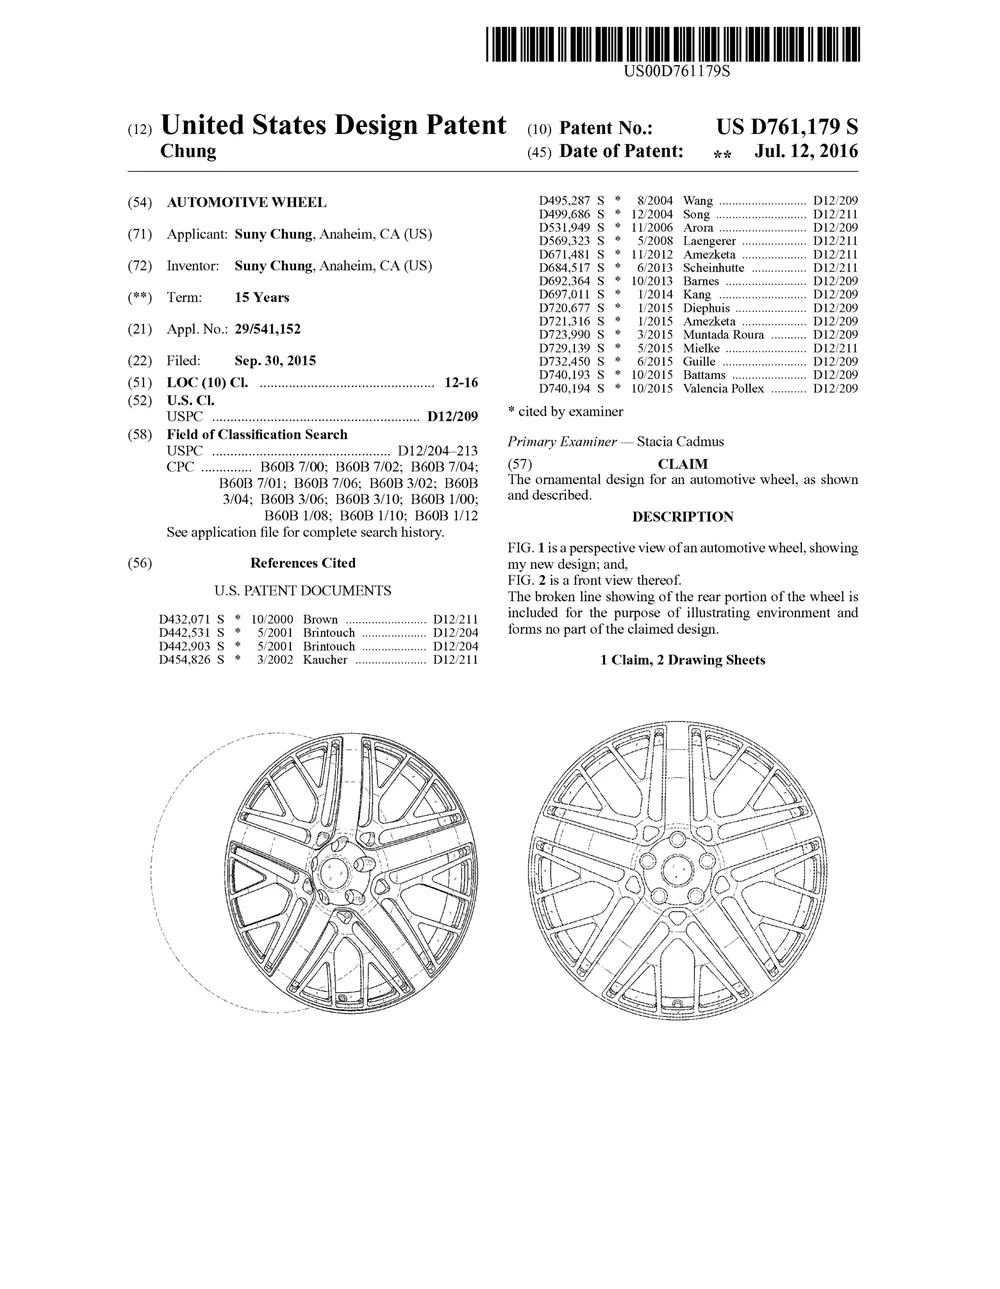 US00D761179S
(12) United States Design Patent
Chung
(10) Patent No.: US D761,179 S
(45) Date of Patent: ** Jul. 12, 2016
(54) AUTOMOTIVE WHEEL
(71) Applicant: Suny Chung, Anaheim, CA (US)
(72) Inventor: Suny Chung, Anaheim, CA (US)
(**) Term: 15 Years
(21) Appl. No.: 29/541,152
(22) Filed: Sep. 30, 2015
(51) LOC (10) Cl. ................................................ 12-16
(52) U.S. Cl.
USPC ........................................................ D12/209
(58) Field of Classification Search
USPC ................................................ D12/204–213
CPC .............. B60B 7/00; B60B 7/02; B60B 7/04;
B60B 7/01; B60B 7/06; B60B 3/02; B60B
3/04; B60B 3/06; B60B 3/10; B60B 1/00;
B60B 1/08; B60B 1/10; B60B 1/12
See application file for complete search history.
(56) References Cited
U.S. PATENT DOCUMENTS
D432,071 S * 10/2000 Brown ......................... D12/211
D442,531 S * 5/2001 Brintouch .................... D12/204
D442,903 S * 5/2001 Brintouch .................... D12/204
D454,826 S * 3/2002 Kaucher ...................... D12/211
D495,287 S * 8/2004 Wang ........................... D12/209
D499,686 S * 12/2004 Song ............................ D12/211
D531,949 S * 11/2006 Arora ........................... D12/209
D569,323 S * 5/2008 Laengerer .................... D12/211
D671,481 S * 11/2012 Amezketa .................... D12/211
D684,517 S * 6/2013 Scheinhutte ................. D12/211
D692,364 S * 10/2013 Barnes ......................... D12/209
D697,011 S * 1/2014 Kang ........................... D12/209
D720,677 S * 1/2015 Diephuis ...................... D12/209
D721,316 S * 1/2015 Amezketa .................... D12/209
D723,990 S * 3/2015 Muntada Roura ........... D12/209
D729,139 S * 5/2015 Mielke ......................... D12/211
D732,450 S * 6/2015 Guille .......................... D12/209
D740,193 S * 10/2015 Battams ....................... D12/209
D740,194 S * 10/2015 Valencia Pollex ........... D12/209
* cited by examiner
Primary Examiner — Stacia Cadmus
(57) CLAIM
The ornamental design for an automotive wheel, as shown
and described.
DESCRIPTION
FIG. 1 is a perspective view of an automotive wheel, showing
my new design; and,
FIG. 2 is a front view thereof.
The broken line showing of the rear portion of the wheel is
included for the purpose of illustrating environment and
forms no part of the claimed design.
1 Claim, 2 Drawing Sheets